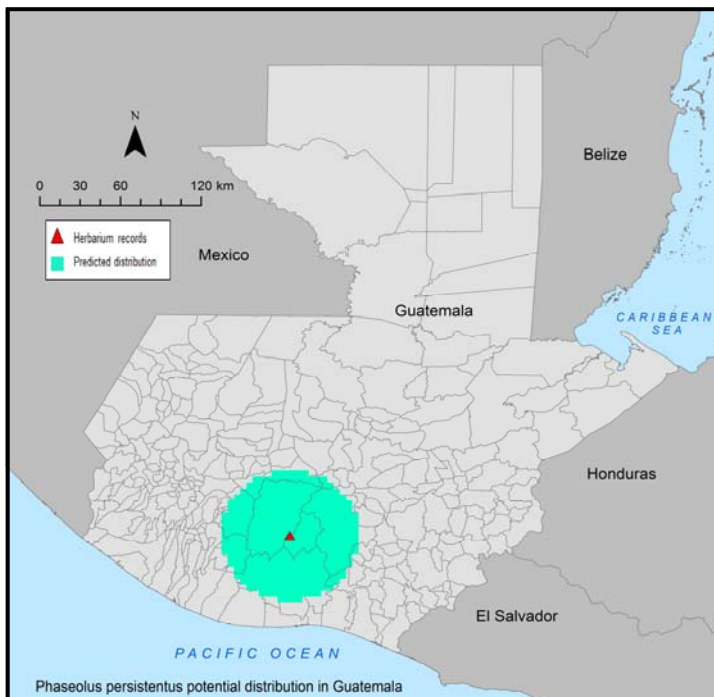 N
0 30 60 120 km
Herbarium records
Predicted distribution
Belize
Mexico
Guatemala
CARIBBEAN
SEA
Honduras
El Salvador
PACIFIC OCEAN
Phaseolus persistentus potential distribution in Guatemala